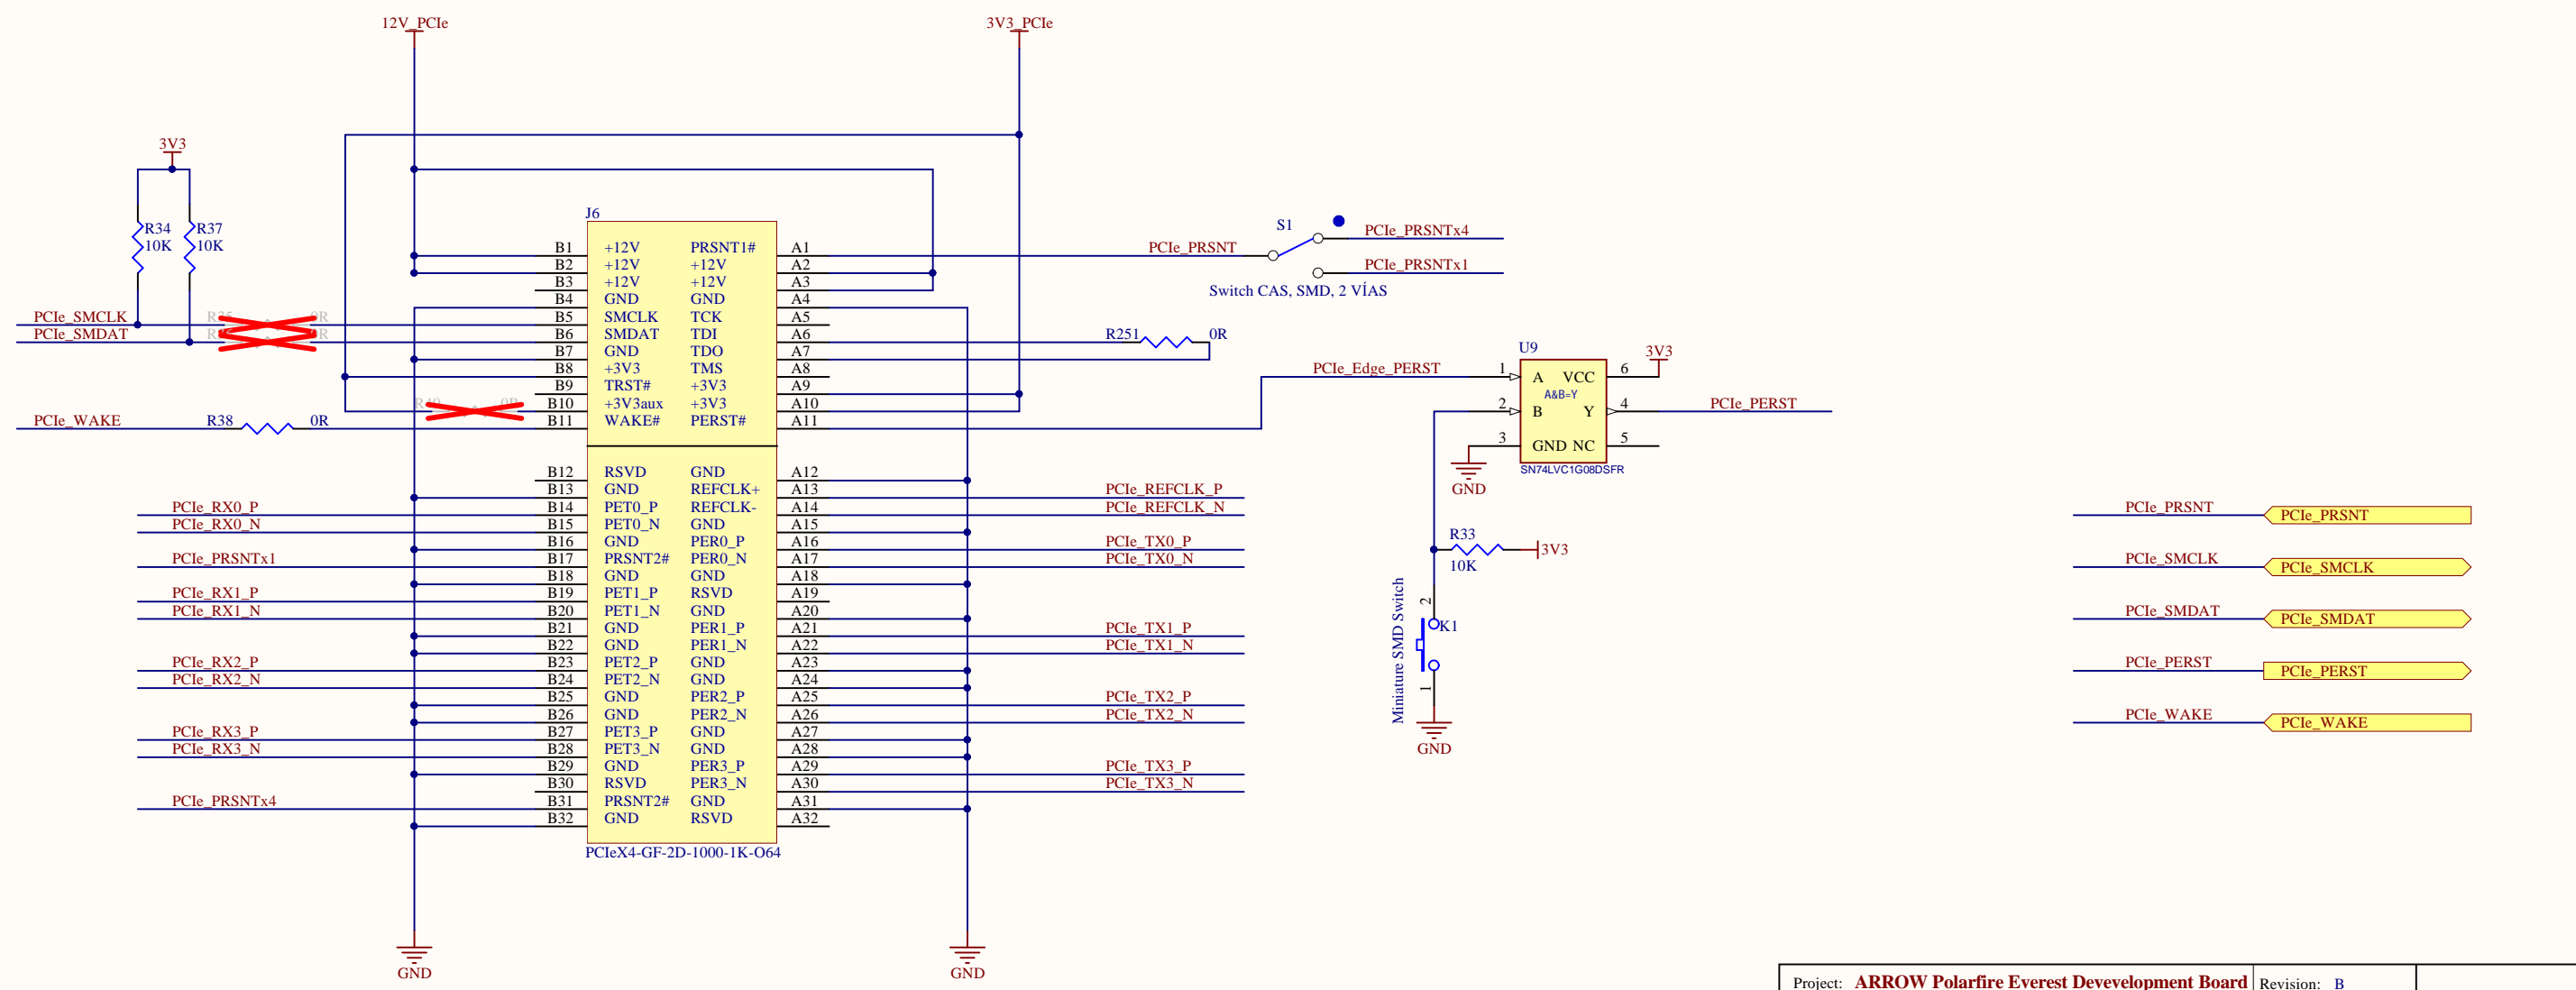 12V_PCIe
3V3_PCIe
3V3
R34
10K
R37
10K
J6
B1 +12V PRSNT1# A1
B2 +12V +12V A2
B3 +12V +12V A3
B4 GND GND A4
B5 SMCLK TCK A5
B6 SMDAT TDI A6
B7 GND TDO A7
B8 +3V3 TMS A8
B9 TRST# +3V3 A9
B10 +3V3aux +3V3 A10
B11 WAKE# PERST# A11
B12 RSVD GND A12
B13 GND REFCLK+ A13
B14 PET0_P REFCLK- A14
B15 PET0_N GND A15
B16 GND PER0_P A16
B17 PRSNT2# PER0_N A17
B18 GND GND A18
B19 PET1_P RSVD A19
B20 PET1_N GND A20
B21 GND PER1_P A21
B22 GND PER1_N A22
B23 PET2_P GND A23
B24 PET2_N GND A24
B25 GND PER2_P A25
B26 GND PER2_N A26
B27 PET3_P GND A27
B28 PET3_N GND A28
B29 GND PER3_P A29
B30 RSVD PER3_N A30
B31 PRSNT2# GND A31
B32 GND RSVD A32
PCIeX4-GF-2D-1000-1K-O64
PCIe_SMCLK
0R
PCIe_SMDAT
R40 0R
PCIe_WAKE R38 0R
PCIe_RX0_P
PCIe_RX0_N
PCIe_PRSNTx1
PCIe_RX1_P
PCIe_RX1_N
PCIe_RX2_P
PCIe_RX2_N
PCIe_RX3_P
PCIe_RX3_N
PCIe_PRSNTx4
GND
GND
PCIe_PRSNT
S1
PCIe_PRSNTx4
PCIe_PRSNTx1
Switch CAS, SMD, 2 VÍAS
R251 0R
PCIe_Edge_PERST
PCIe_REFCLK_P
PCIe_REFCLK_N
PCIe_TX0_P
PCIe_TX0_N
PCIe_TX1_P
PCIe_TX1_N
PCIe_TX2_P
PCIe_TX2_N
PCIe_TX3_P
PCIe_TX3_N
U9
3V3
1 A VCC 6
A&B=Y
2 B Y 4
3 GND NC 5
SN74LVC1G08DSFR
PCIe_PERST
GND
R33
10K
3V3
2
K1
1
Miniature SMD Switch
GND
PCIe_PRSNT PCIe_PRSNT
PCIe_SMCLK PCIe_SMCLK
PCIe_SMDAT PCIe_SMDAT
PCIe_PERST PCIe_PERST
PCIe_WAKE PCIe_WAKE
Project: ARROW Polarfire Everest Devevelopment Board Revision: B